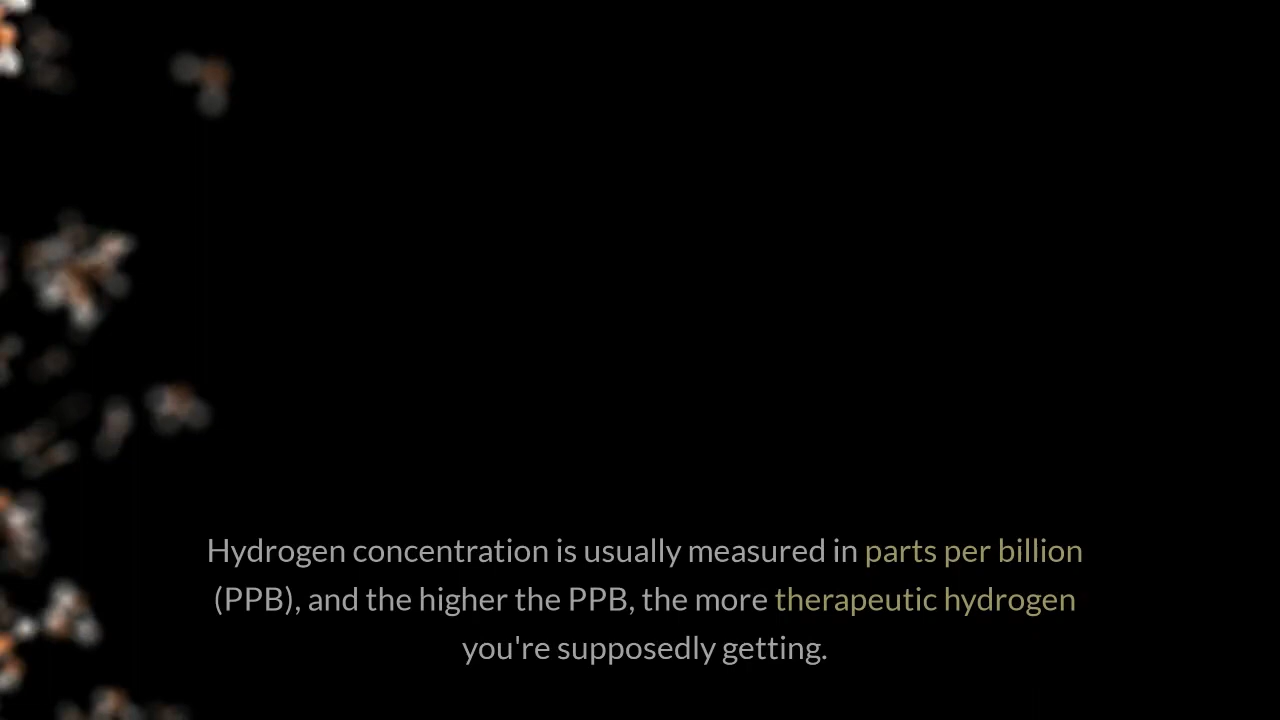 Hydrogen concentration is usually measured in parts per billion
(PPB), and the higher the PPB, the more therapeutic hydrogen
you're supposedly getting.